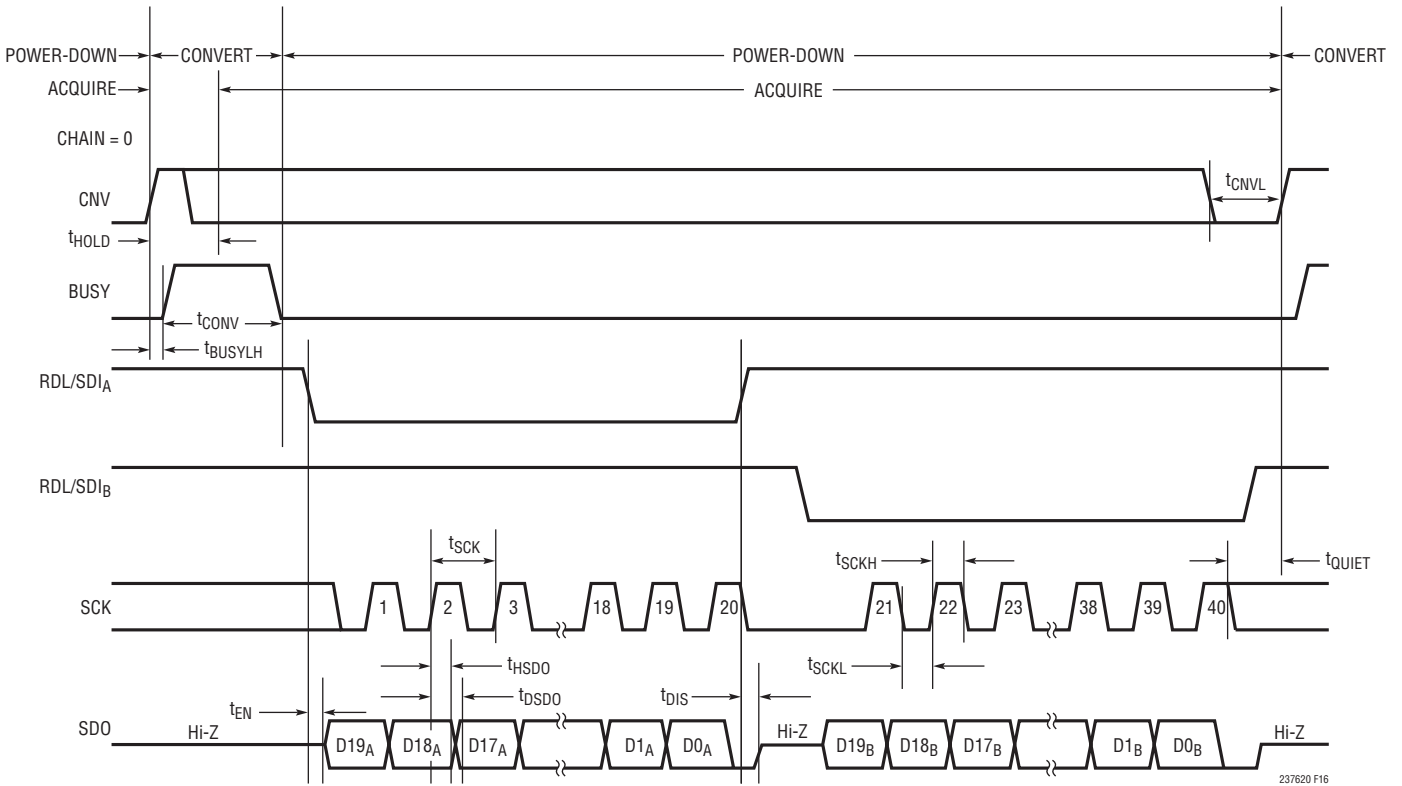 POWER-DOWN CONVERT POWER-DOWN CONVERT
ACQUIRE ACQUIRE
CHAIN = 0
CNV tCNVL
tHOLD
BUSY
tCONV
tBUSYLH
RDL/SDIA
RDL/SDIB
tSCK tSCKH tQUIET
SCK 1 2 3 18 19 20 21 22 23 38 39 40
tHSDO tSCKL
tEN tDSDO tDIS
SDO Hi-Z D19A D18A D17A D1A D0A Hi-Z D19B D18B D17B D1B D0B Hi-Z
237620 F16